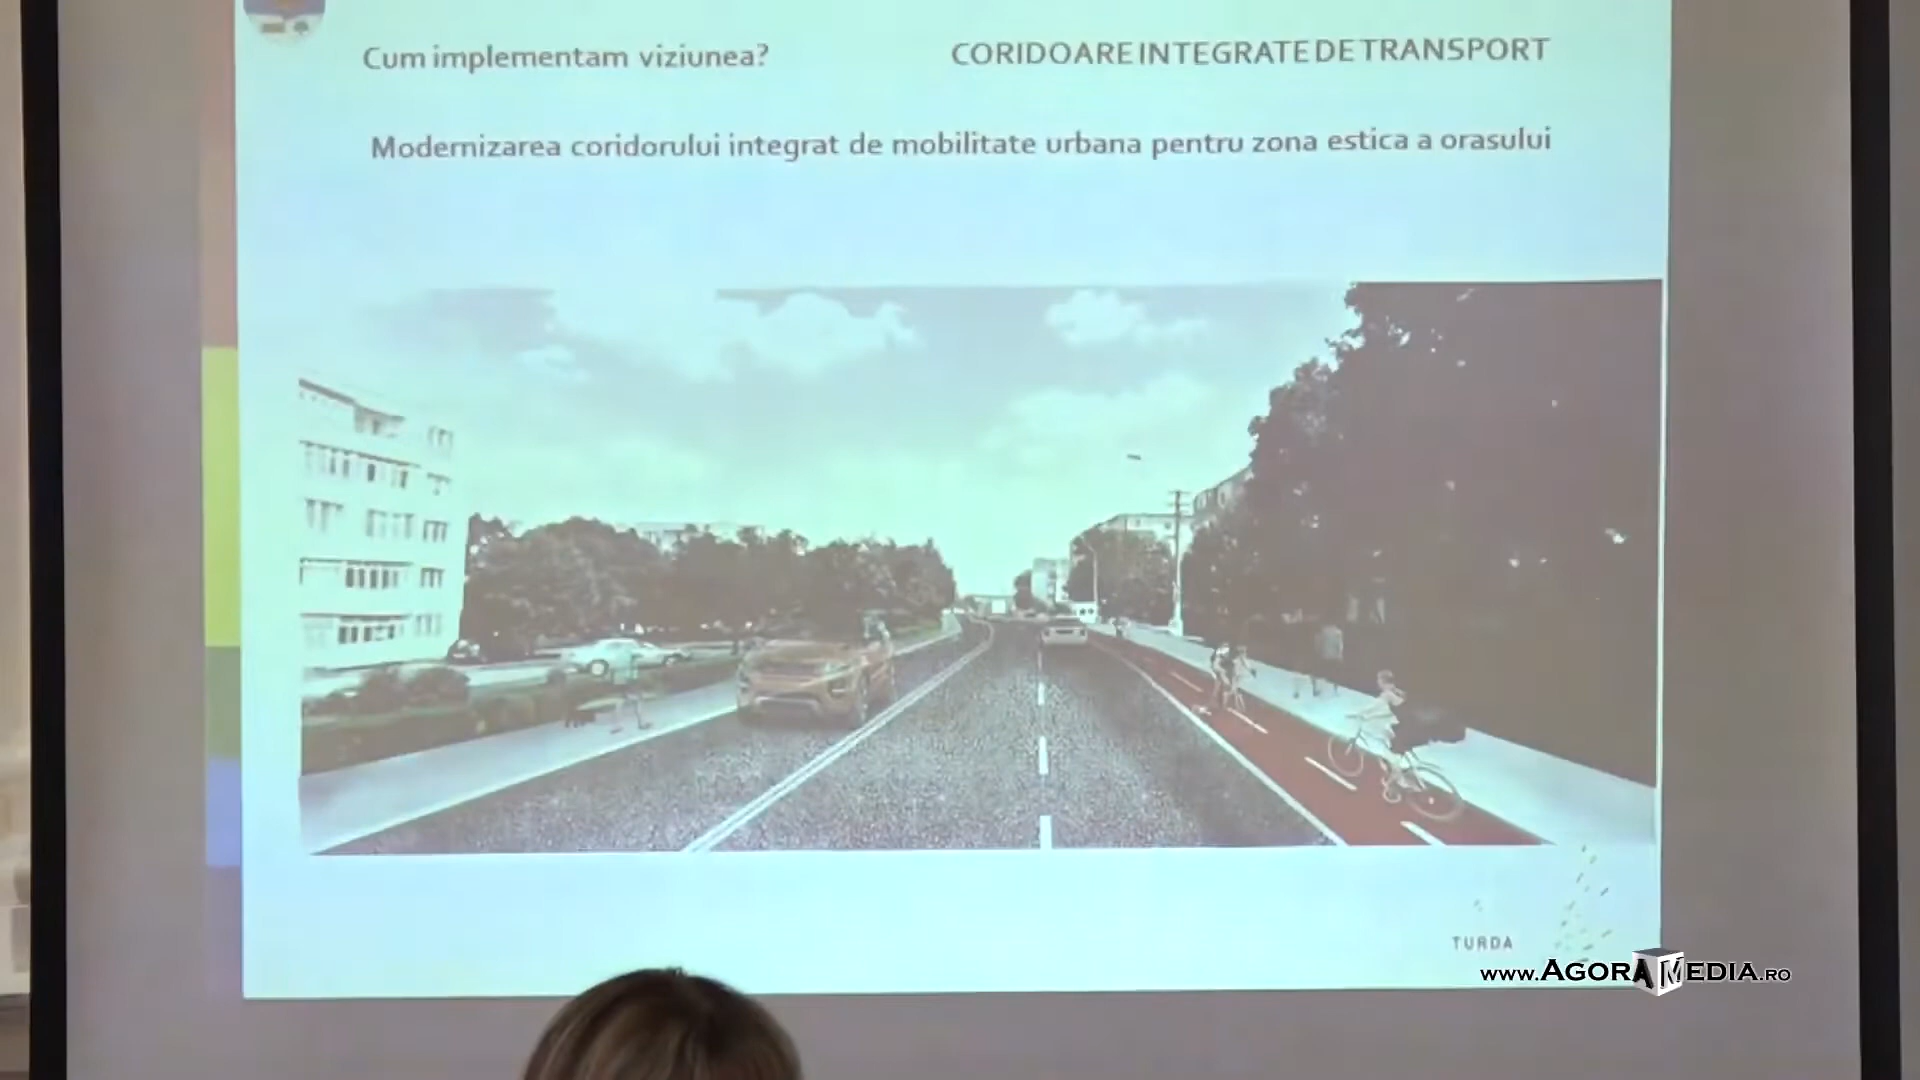 Cum implementam viziunea?
CORIDOARE INTEGRATE DE TRANSPORT
Modernizarea coridorului integrat de mobilitate urbana pentru zona estica a orasului
TURDA
www.AGORAMEDIA.RO